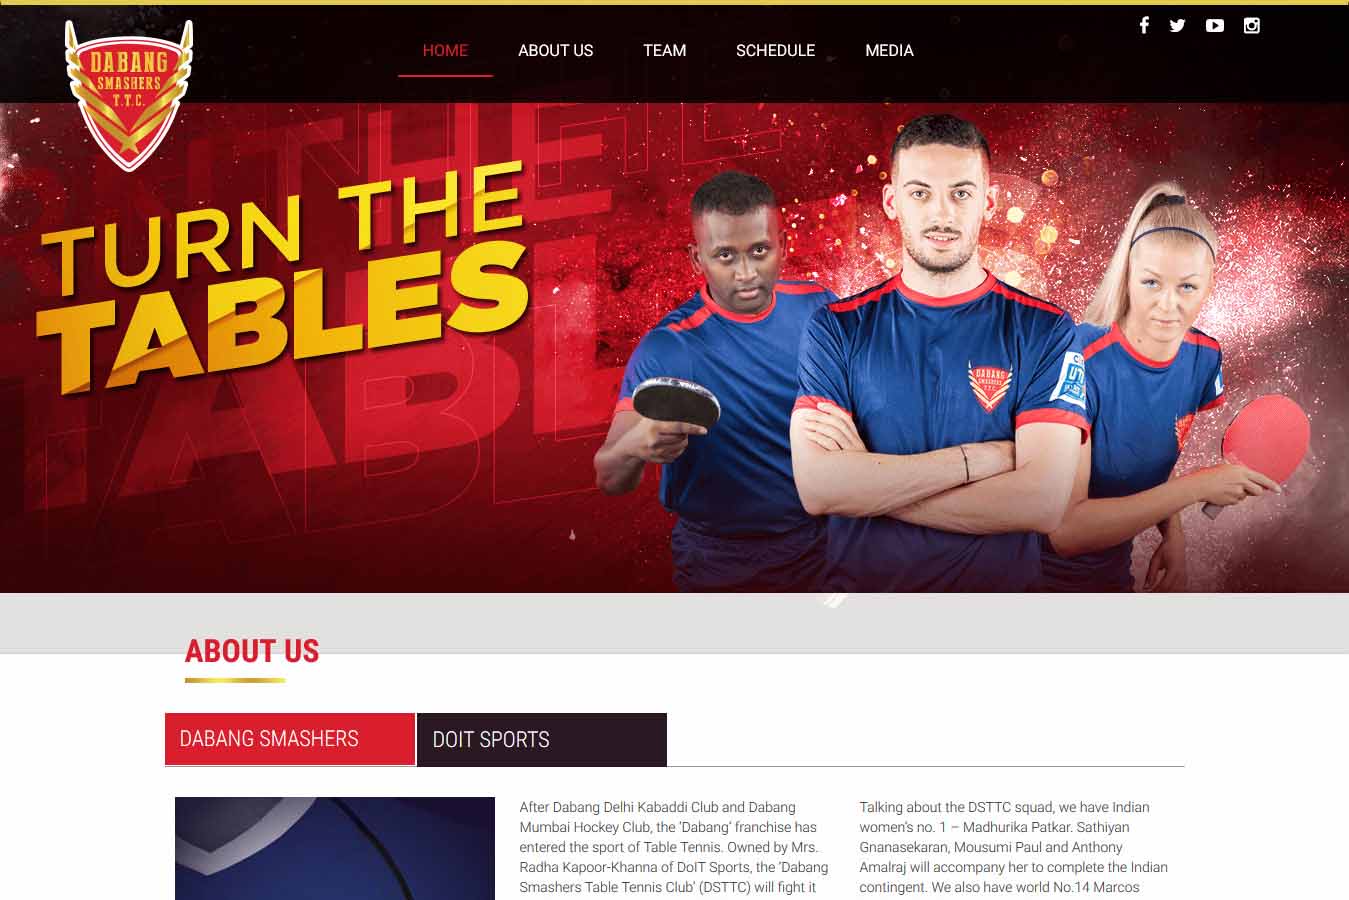 DABANG
SMASHERS
T.T.C.
HOME ABOUT US TEAM SCHEDULE MEDIA
TURN THE
TABLES
DABANG
SMASHERS
T.T.C.
ABOUT US
DABANG SMASHERS DOIT SPORTS
After Dabang Delhi Kabaddi Club and Dabang
Mumbai Hockey Club, the ‘Dabang’ franchise has
entered the sport of Table Tennis. Owned by Mrs.
Radha Kapoor-Khanna of DoIT Sports, the ‘Dabang
Smashers Table Tennis Club’ (DSTTC) will fight it
Talking about the DSTTC squad, we have Indian
women’s no. 1 – Madhurika Patkar. Sathiyan
Gnanasekaran, Mousumi Paul and Anthony
Amalraj will accompany her to complete the Indian
contingent. We also have world No.14 Marcos